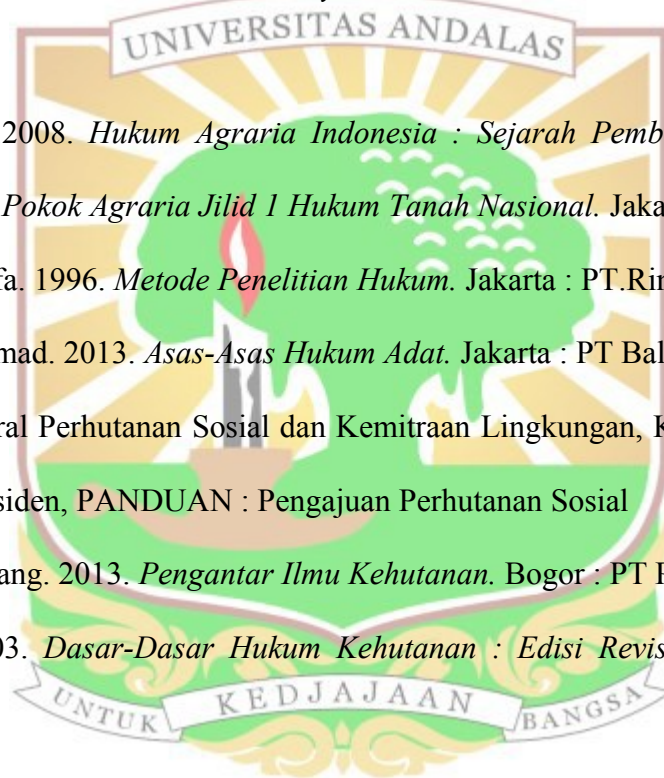 UNIVERSITAS ANDALAS
2008. Hukum Agraria Indonesia : Sejarah Pemb
Pokok Agraria Jilid 1 Hukum Tanah Nasional. Jaka
fa. 1996. Metode Penelitian Hukum. Jakarta : PT.Rin
mad. 2013. Asas-Asas Hukum Adat. Jakarta : PT Bal
ral Perhutanan Sosial dan Kemitraan Lingkungan, K
siden, PANDUAN : Pengajuan Perhutanan Sosial
ang. 2013. Pengantar Ilmu Kehutanan. Bogor : PT
03. Dasar-Dasar Hukum Kehutanan : Edisi Revis
UNTUK KEDJAJAAN BANGSA